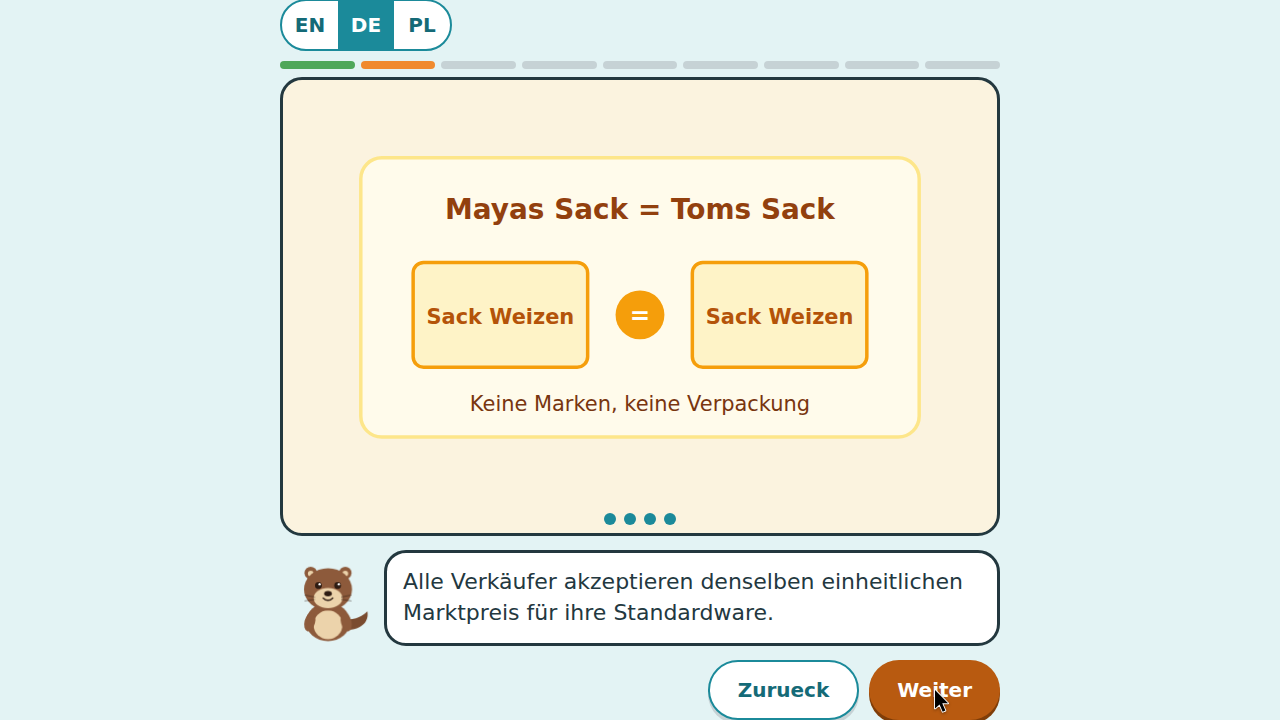 EN DE PL
Mayas Sack = Toms Sack
Sack Weizen = Sack Weizen
Keine Marken, keine Verpackung
Alle Verkäufer akzeptieren denselben einheitlichen
Marktpreis für ihre Standardware.
Zurueck Weiter